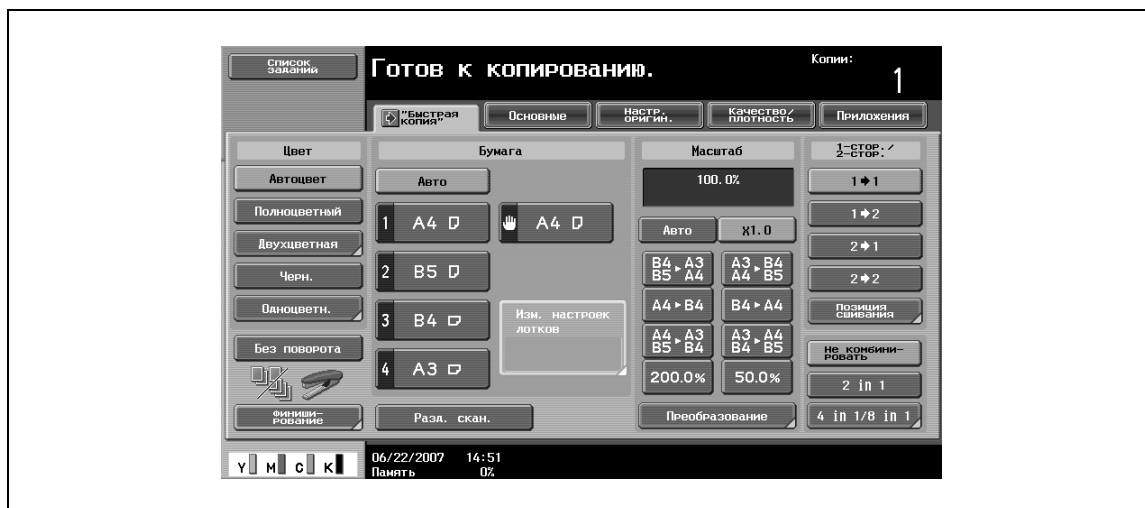 Список
заданий
Готов к копированию.
Копии:
1
"Быстрая
копия"
Основные
Настр.
оригин.
Качество/
плотность
Приложения
Цвет
Автоцвет
Полноцветный
Двухцветная
Черн.
Одноцветн.
Без поворота
Финиши-
рование
Бумага
Авто
1 A4
A4
2 B5
3 B4
4 A3
Изм. настроек
лотков
Разд. скан.
Масштаб
100.0%
Авто
X1.0
B4 A3
B5 A4
A3 B4
A4 B5
A4 B4
B4 A4
A4 A3
B5 B4
A3 A4
B4 B5
200.0%
50.0%
Преобразование
1-стор./
2-стор.
1 1
1 2
2 1
2 2
Позиция
сшивания
Не комбини-
ровать
2 in 1
4 in 1/8 in 1
Y M C K
06/22/2007 14:51
Память 0%